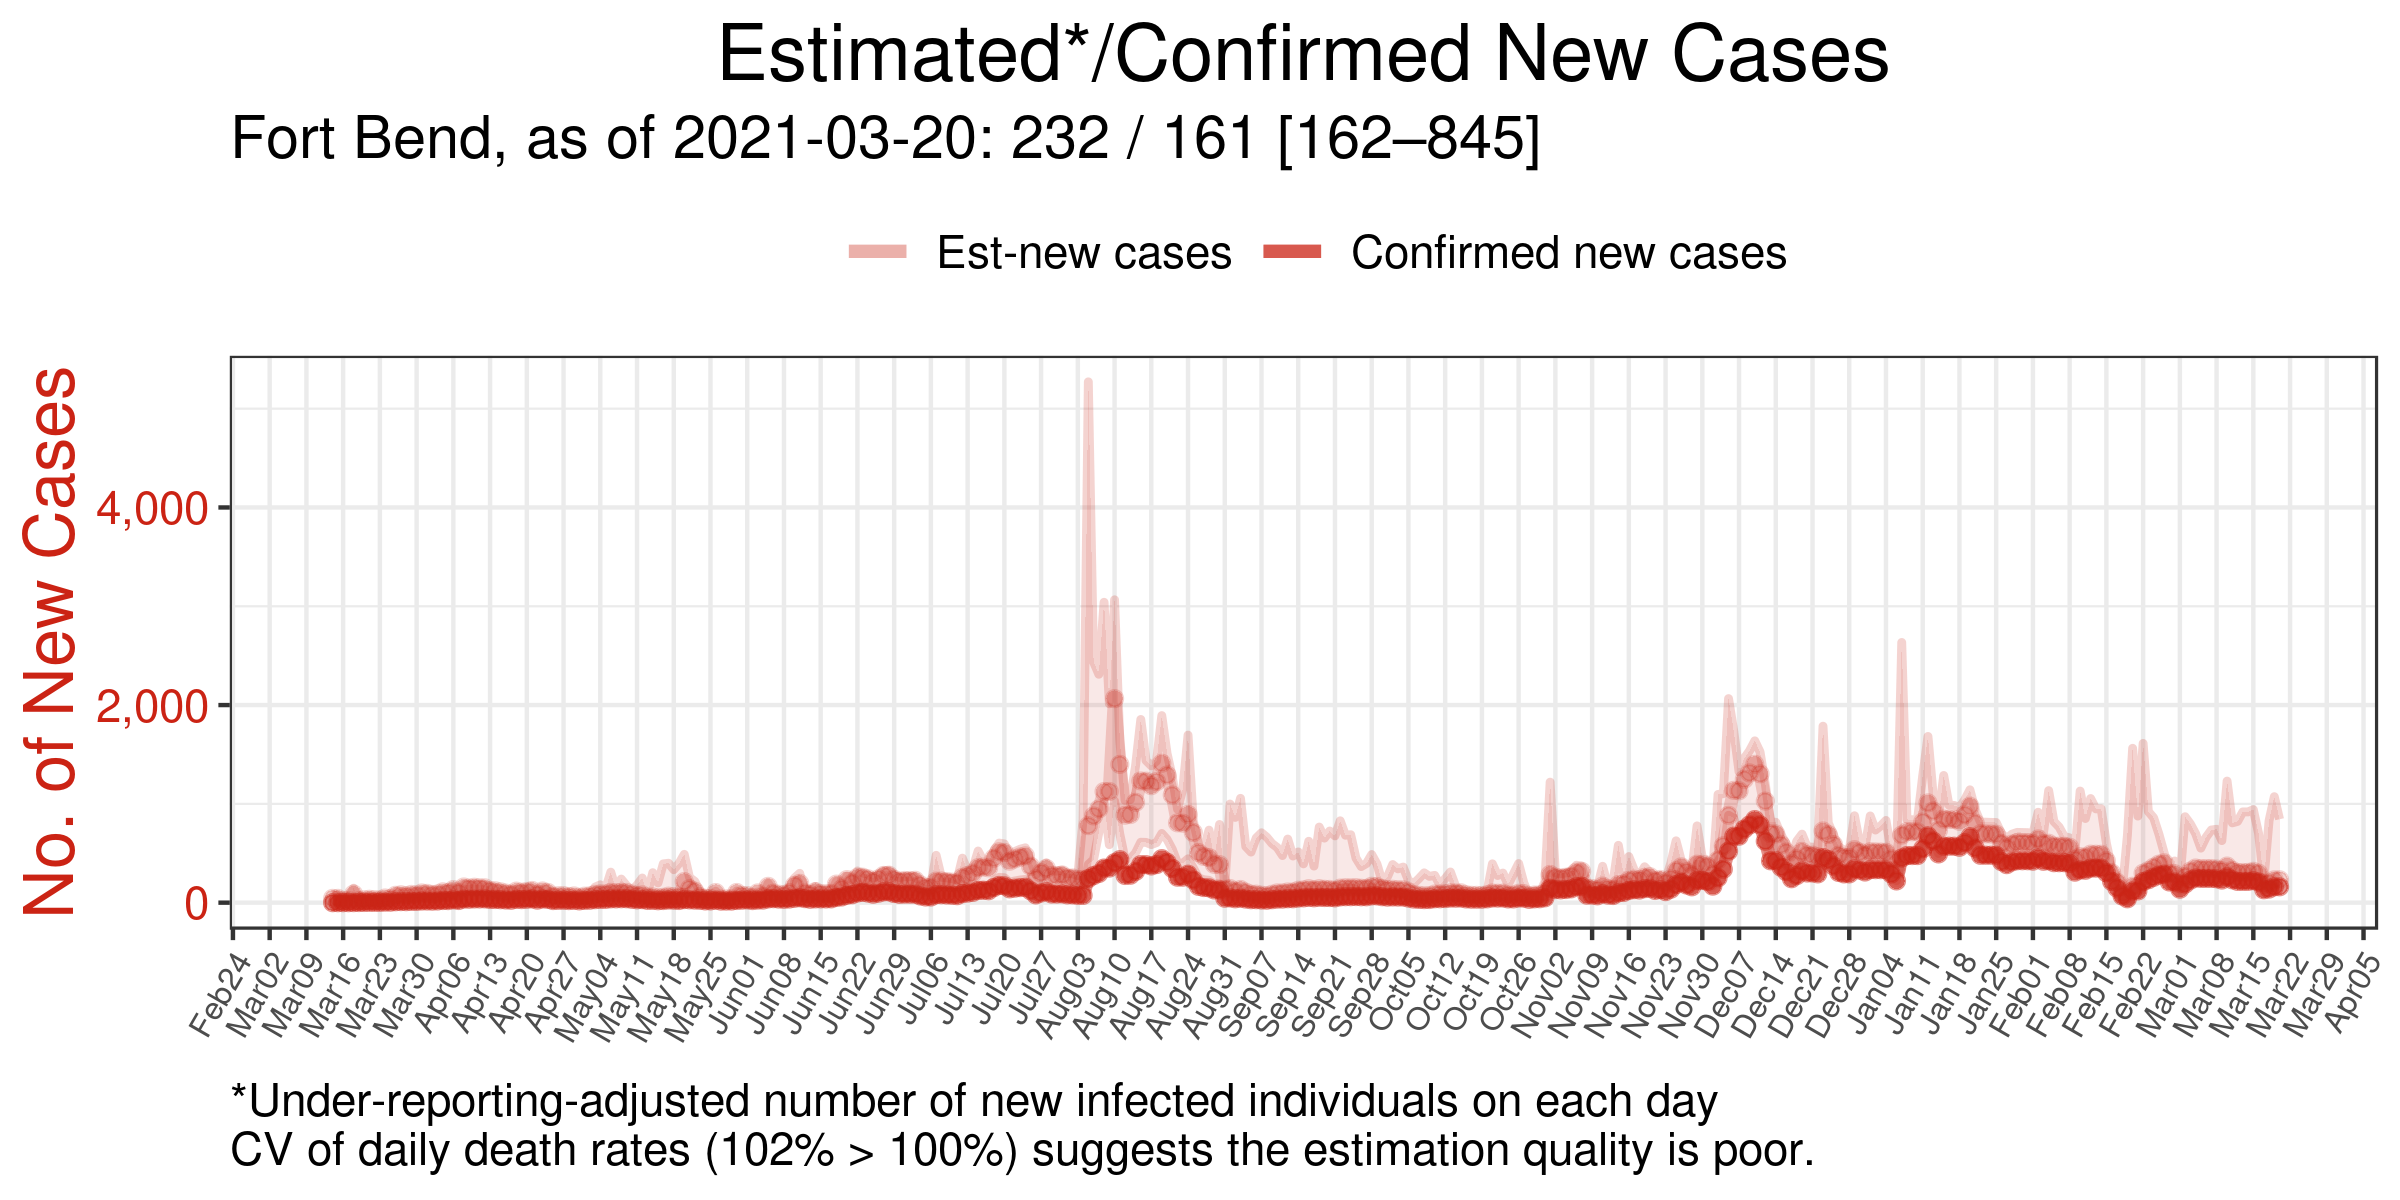 Estimated*/Confirmed New Cases
Fort Bend, as of 2021-03-20: 232 / 161 [162–845]
Est-new cases Confirmed new cases
No. of New Cases
4,000
2,000
0
Feb24 Mar02 Mar09 Mar16 Mar23 Mar30 Apr06 Apr13 Apr20 Apr27 May04 May11 May18 May25 Jun01 Jun08 Jun15 Jun22 Jun29 Jul06 Jul13 Jul20 Jul27 Aug03 Aug10 Aug17 Aug24 Aug31 Sep07 Sep14 Sep21 Sep28 Oct05 Oct12 Oct19 Oct26 Nov02 Nov09 Nov16 Nov23 Nov30 Dec07 Dec14 Dec21 Dec28 Jan04 Jan11 Jan18 Jan25 Feb01 Feb08 Feb15 Feb22 Mar01 Mar08 Mar15 Mar22 Mar29 Apr05
*Under-reporting-adjusted number of new infected individuals on each day
CV of daily death rates (102% > 100%) suggests the estimation quality is poor.